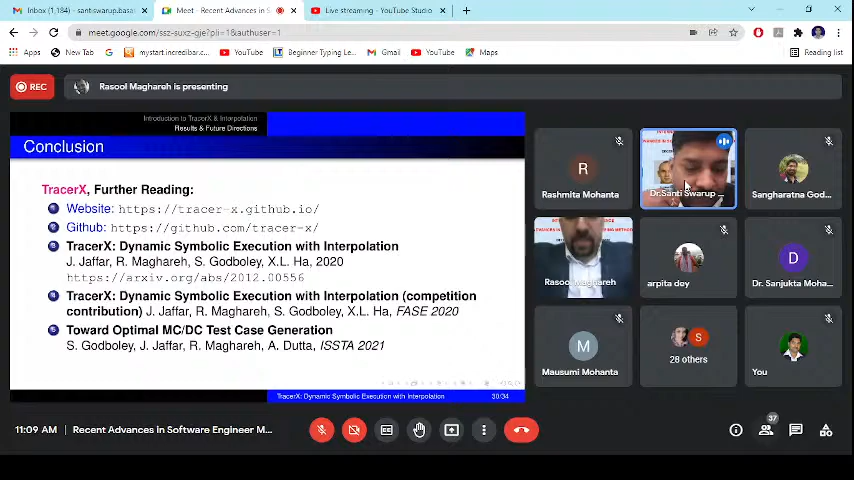 Inbox (1,184) - santiswarup.basa
Meet - Recent Advances in S
Live streaming - YouTube Studio
meet.google.com/ssz-suxz-gje?pli=1&authuser=1
Apps
New Tab
mystart.incredibar.c...
YouTube
Beginner Typing Le...
Gmail
YouTube
Maps
Reading list
REC
Rasool Maghareh is presenting
Introduction to TracerX & Interpolation
Results & Future Directions
Conclusion
TracerX, Further Reading:
1 Website: https://tracer-x.github.io/
2 Github: https://github.com/tracer-x/
3 TracerX: Dynamic Symbolic Execution with Interpolation
J. Jaffar, R. Maghareh, S. Godboley, X.L. Ha, 2020
https://arxiv.org/abs/2012.00556
4 TracerX: Dynamic Symbolic Execution with Interpolation (competition
contribution) J. Jaffar, R. Maghareh, S. Godboley, X.L. Ha, FASE 2020
5 Toward Optimal MC/DC Test Case Generation
S. Godboley, J. Jaffar, R. Maghareh, A. Dutta, ISSTA 2021
TracerX: Dynamic Symbolic Execution with Interpolation
30/34
R
Rashmita Mohanta
Dr.Santi Swarup ...
Sangharatna God...
Rasool Maghareh
arpita dey
D
Dr. Sanjukta Moha...
M
Mausumi Mohanta
S
28 others
You
11:09 AM | Recent Advances in Software Engineer M...
37